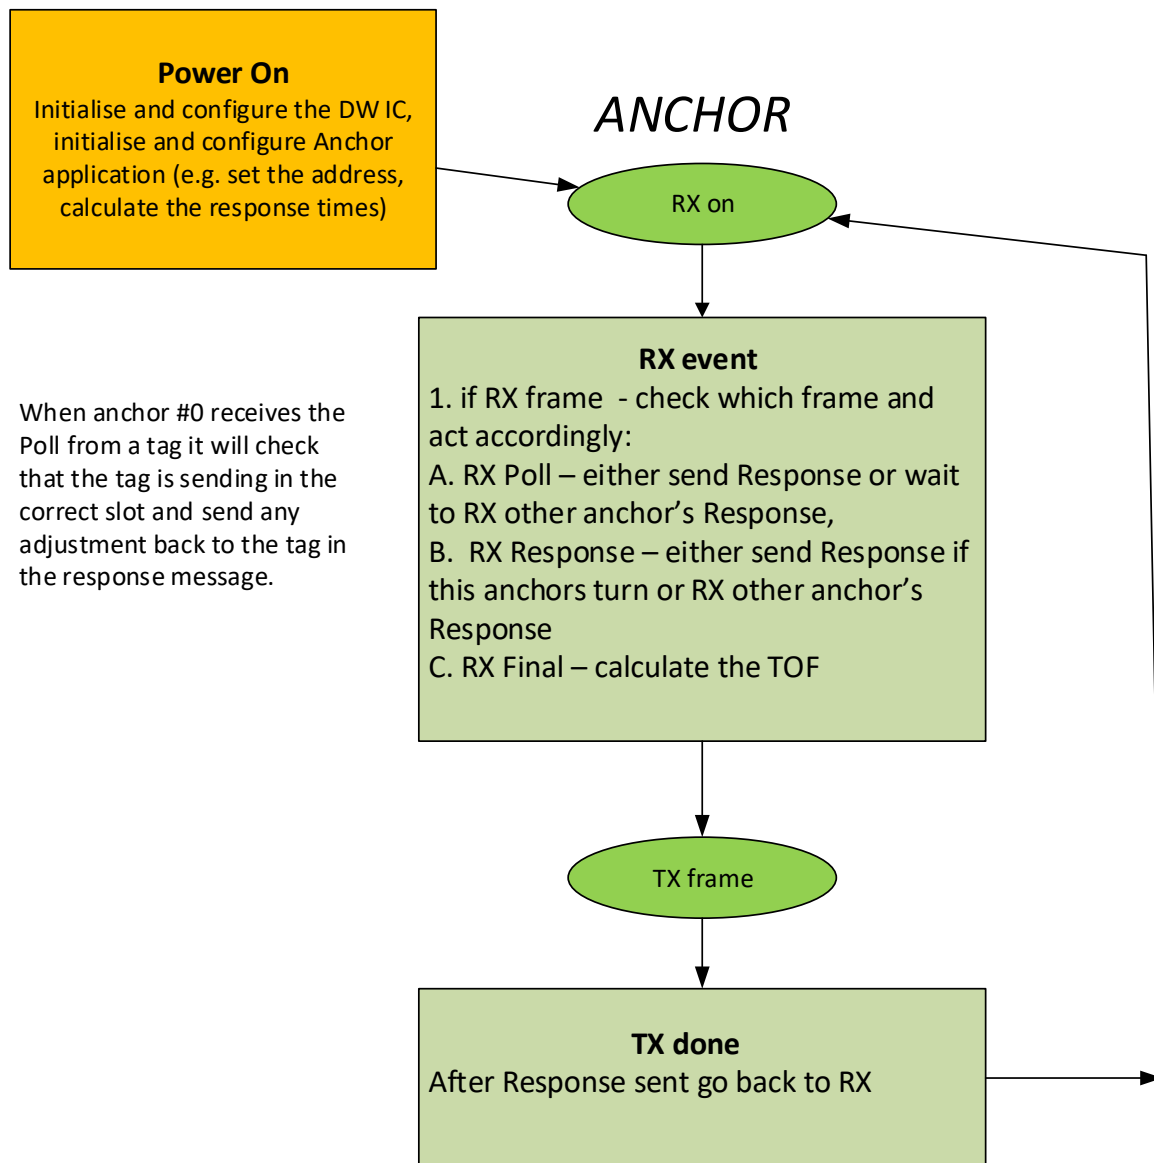 Power On
Initialise and configure the DW IC,
initialise and configure Anchor
application (e.g. set the address,
calculate the response times)
ANCHOR
RX on
RX event
1. if RX frame  - check which frame and
act accordingly:
A. RX Poll – either send Response or wait
to RX other anchor’s Response,
B.  RX Response – either send Response if
this anchors turn or RX other anchor’s
Response
C. RX Final – calculate the TOF
When anchor #0 receives the
Poll from a tag it will check
that the tag is sending in the
correct slot and send any
adjustment back to the tag in
the response message.
TX frame
TX done
After Response sent go back to RX